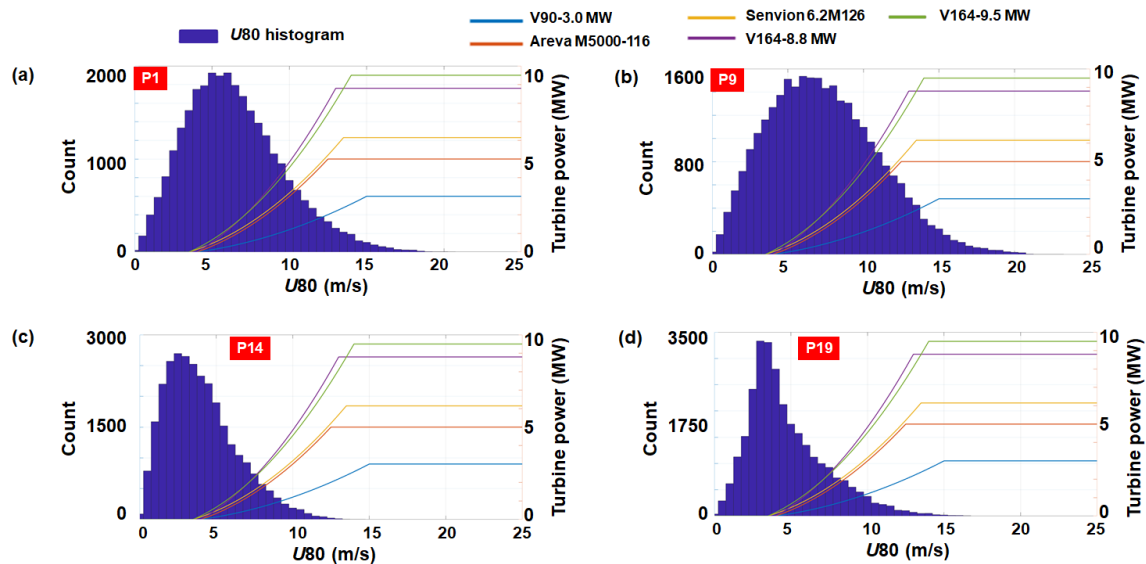 U80 histogram
V90-3.0 MW
Areva M5000-116
Senvion 6.2M126
V164-8.8 MW
V164-9.5 MW
(a)
P1
2000
1000
0
Count
0 5 10 15 20 25
U80 (m/s)
10
5
0
Turbine power (MW)
(b)
P9
1600
800
0
Count
0 5 10 15 20 25
U80 (m/s)
10
5
0
Turbine power (MW)
(c)
P14
3000
1500
0
Count
0 5 10 15 20 25
U80 (m/s)
10
5
0
Turbine power (MW)
(d)
P19
3500
1750
0
Count
0 5 10 15 20 25
U80 (m/s)
10
5
0
Turbine power (MW)